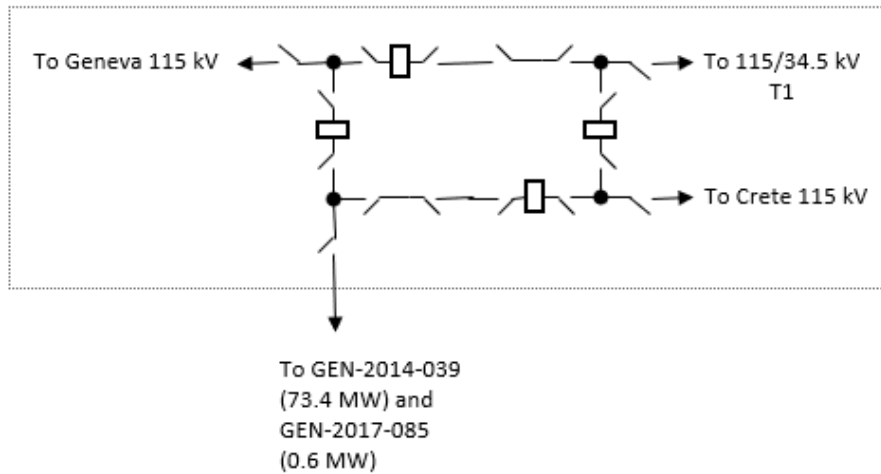 To Geneva 115 kV
To 115/34.5 kV
T1
To Crete 115 kV
To GEN-2014-039
(73.4 MW) and
GEN-2017-085
(0.6 MW)